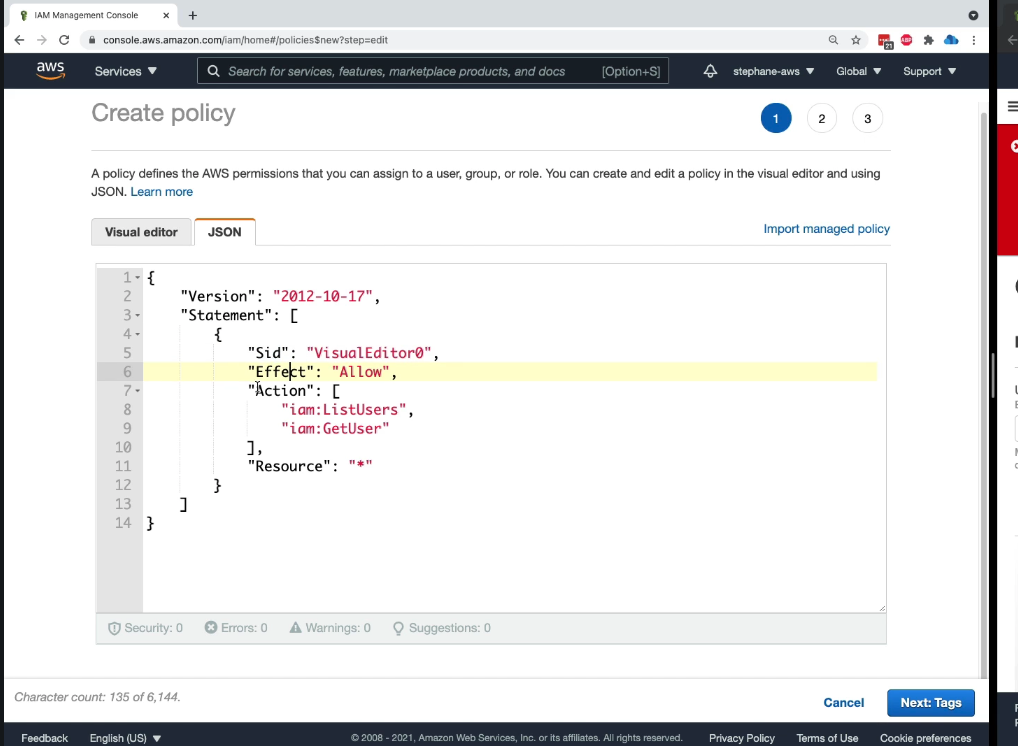 IAM Management Console
console.aws.amazon.com/iam/home#/policies$new?step=edit
21
ABP
aws
Services ▼
Search for services, features, marketplace products, and docs
[Option+S]
stephane-aws ▼
Global ▼
Support ▼
Create policy
1
2
3
A policy defines the AWS permissions that you can assign to a user, group, or role. You can create and edit a policy in the visual editor and using
JSON. Learn more
Visual editor
JSON
Import managed policy
1 {
2 "Version": "2012-10-17",
3 "Statement": [
4 {
5 "Sid": "VisualEditor0",
6 "Effect": "Allow",
7 "Action": [
8 "iam:ListUsers",
9 "iam:GetUser"
10 ],
11 "Resource": "*"
12 }
13 ]
14 }
Security: 0
Errors: 0
Warnings: 0
Suggestions: 0
Character count: 135 of 6,144.
Cancel
Next: Tags
Feedback
English (US) ▼
© 2008 - 2021, Amazon Web Services, Inc. or its affiliates. All rights reserved.
Privacy Policy
Terms of Use
Cookie preferences